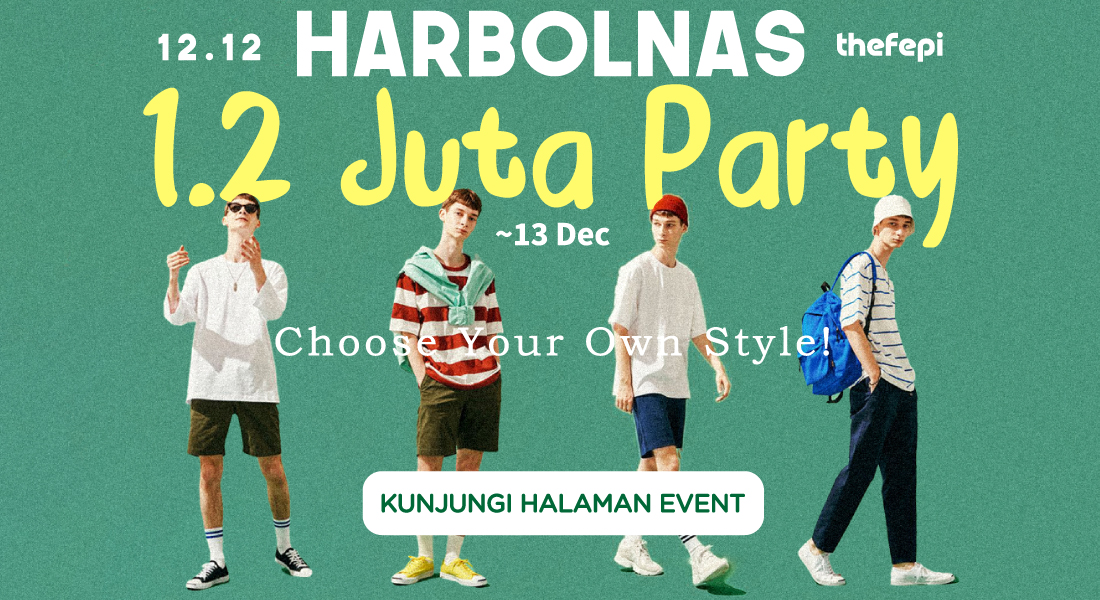 12.12 HARBOLNAS thefepi
1.2 Juta Party
~13 Dec
Choose Your Own Style!
KUNJUNGI HALAMAN EVENT